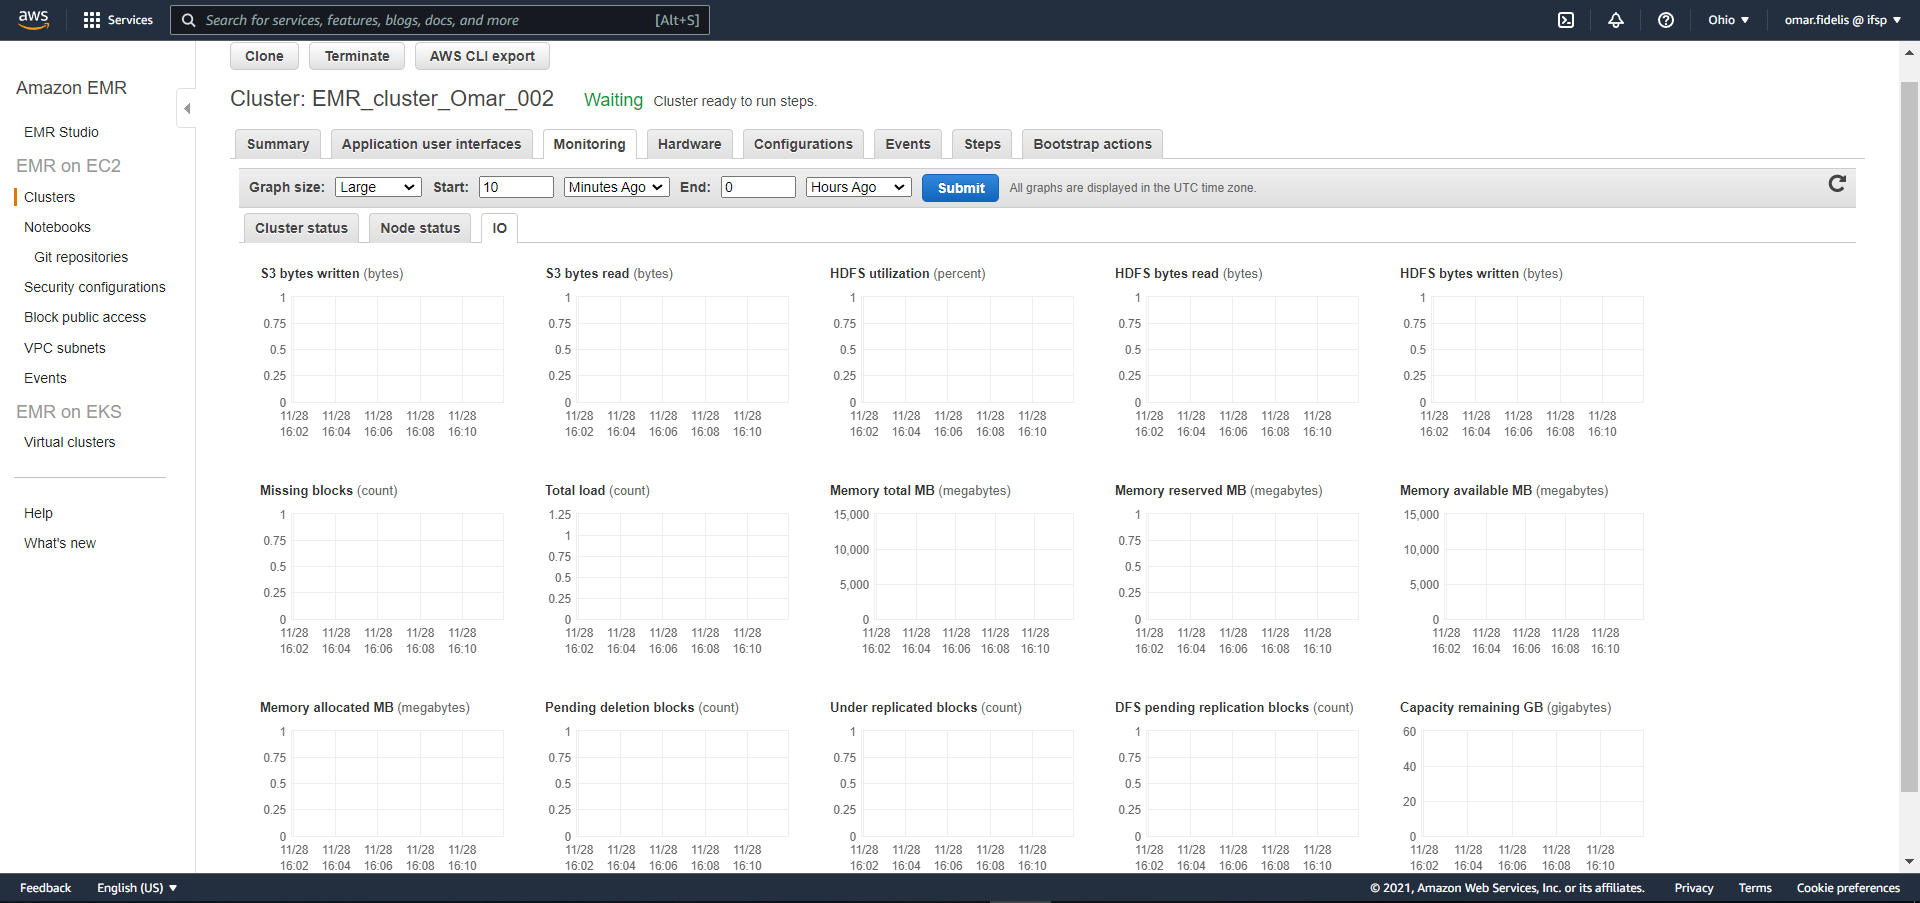 aws Services Search for services, features, blogs, docs, and more [Alt+S] Ohio ▼ omar.fidelis @ ifsp ▼
Clone Terminate AWS CLI export
Amazon EMR
EMR Studio
EMR on EC2
Clusters
Notebooks
Git repositories
Security configurations
Block public access
VPC subnets
Events
EMR on EKS
Virtual clusters
Help
What's new
Cluster: EMR_cluster_Omar_002 Waiting Cluster ready to run steps.
Summary Application user interfaces Monitoring Hardware Configurations Events Steps Bootstrap actions
Graph size: Large Start: 10 Minutes Ago End: 0 Hours Ago Submit All graphs are displayed in the UTC time zone.
Cluster status Node status IO
S3 bytes written (bytes)
1
0.75
0.5
0.25
0
11/28 11/28 11/28 11/28 11/28
16:02 16:04 16:06 16:08 16:10
S3 bytes read (bytes)
1
0.75
0.5
0.25
0
11/28 11/28 11/28 11/28 11/28
16:02 16:04 16:06 16:08 16:10
HDFS utilization (percent)
1
0.75
0.5
0.25
0
11/28 11/28 11/28 11/28 11/28
16:02 16:04 16:06 16:08 16:10
HDFS bytes read (bytes)
1
0.75
0.5
0.25
0
11/28 11/28 11/28 11/28 11/28
16:02 16:04 16:06 16:08 16:10
HDFS bytes written (bytes)
1
0.75
0.5
0.25
0
11/28 11/28 11/28 11/28 11/28
16:02 16:04 16:06 16:08 16:10
Missing blocks (count)
1
0.75
0.5
0.25
0
11/28 11/28 11/28 11/28 11/28
16:02 16:04 16:06 16:08 16:10
Total load (count)
1.25
1
0.75
0.5
0.25
0
11/28 11/28 11/28 11/28 11/28
16:02 16:04 16:06 16:08 16:10
Memory total MB (megabytes)
15,000
10,000
5,000
0
11/28 11/28 11/28 11/28 11/28
16:02 16:04 16:06 16:08 16:10
Memory reserved MB (megabytes)
1
0.75
0.5
0.25
0
11/28 11/28 11/28 11/28 11/28
16:02 16:04 16:06 16:08 16:10
Memory available MB (megabytes)
15,000
10,000
5,000
0
11/28 11/28 11/28 11/28 11/28
16:02 16:04 16:06 16:08 16:10
Memory allocated MB (megabytes)
1
0.75
0.5
0.25
0
11/28 11/28 11/28 11/28 11/28
16:02 16:04 16:06 16:08 16:10
Pending deletion blocks (count)
1
0.75
0.5
0.25
0
11/28 11/28 11/28 11/28 11/28
16:02 16:04 16:06 16:08 16:10
Under replicated blocks (count)
1
0.75
0.5
0.25
0
11/28 11/28 11/28 11/28 11/28
16:02 16:04 16:06 16:08 16:10
DFS pending replication blocks (count)
1
0.75
0.5
0.25
0
11/28 11/28 11/28 11/28 11/28
16:02 16:04 16:06 16:08 16:10
Capacity remaining GB (gigabytes)
60
40
20
0
11/28 11/28 11/28 11/28 11/28
16:02 16:04 16:06 16:08 16:10
Feedback English (US) ▼ © 2021, Amazon Web Services, Inc. or its affiliates. Privacy Terms Cookie preferences